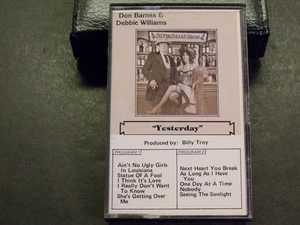 Don Barnes &
Debbie Williams
"Yesterday"
Produced by: Billy Troy
PROGRAM 1
Ain't No Ugly Girls
In Louisiana
Statue Of A Fool
I Think It's Love
I Really Don't Want
To Know
She's Getting Over
Me
PROGRAM 2
Next Heart You Break
As Long As I Have
You
One Day At A Time
Nobody
Seeing The Sunlight